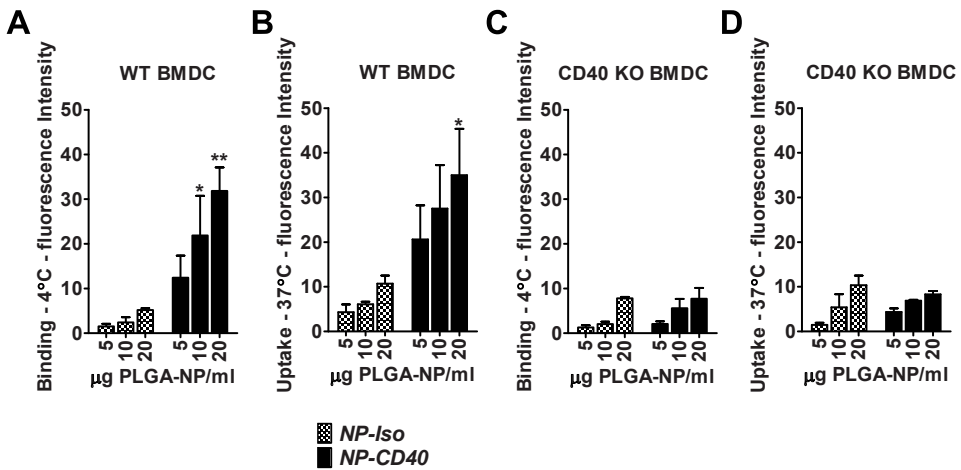 A
WT BMDC
Binding - 4°C - fluorescence Intensity
50
40
30
20
10
0
*
**
5 10 20 5 10 20
µg PLGA-NP/ml
B
WT BMDC
Uptake - 37°C - fluorescence Intensity
50
40
30
20
10
0
*
5 10 20 5 10 20
µg PLGA-NP/ml
C
CD40 KO BMDC
Binding - 4°C - fluorescence Intensity
50
40
30
20
10
0
5 10 20 5 10 20
µg PLGA-NP/ml
D
CD40 KO BMDC
Uptake - 37°C - fluorescence Intensity
50
40
30
20
10
0
5 10 20 5 10 20
µg PLGA-NP/ml
NP-Iso
NP-CD40